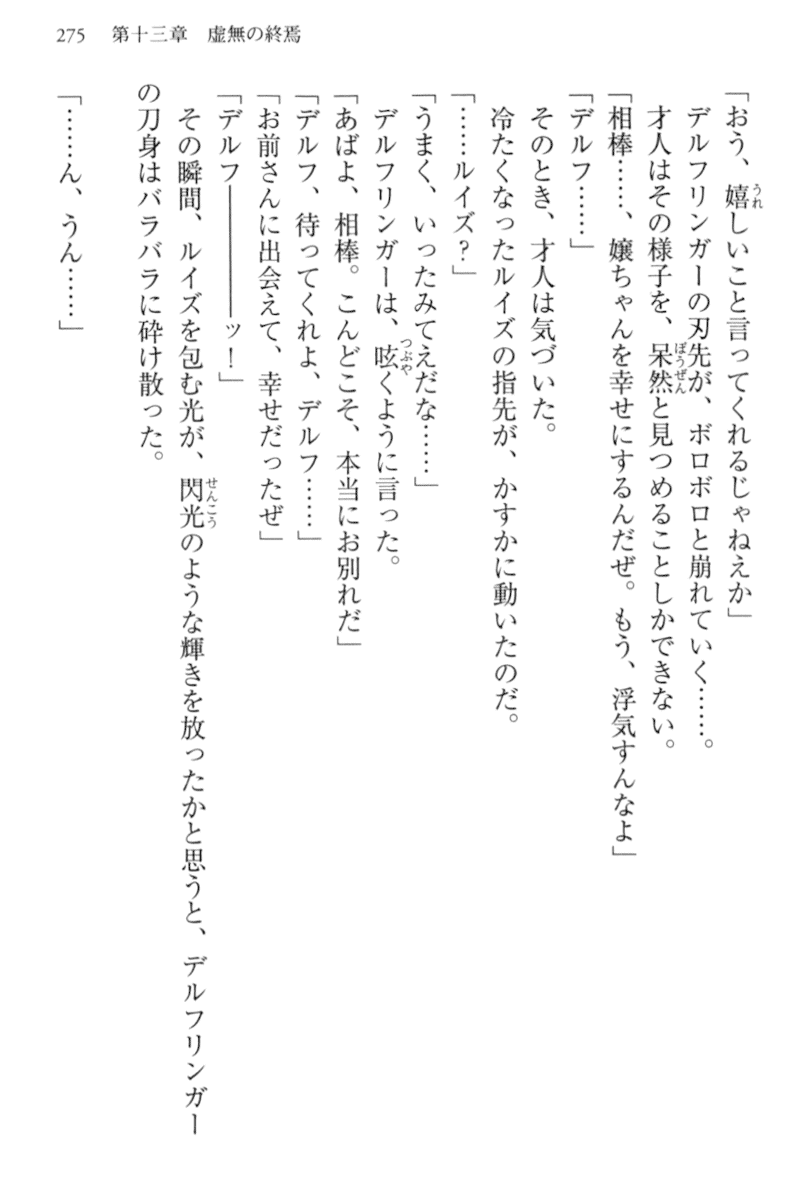 275　第十三章　虚無の終焉
「おう、嬉しいこと言ってくれるじゃねえか」
デルフリンガーの刃先が、ボロボロと崩れていく……。
才人はその様子を、呆然と見つめることしかできない。
「相棒……、嬢ちゃんを幸せにするんだぜ。もう、浮気すんなよ」
「デルフ……」
そのとき、才人は気づいた。
冷たくなったルイズの指先が、かすかに動いたのだ。
「……ルイズ？」
「うまく、いったみてえだな……」
デルフリンガーは、呟くように言った。
「あばよ、相棒。こんどこそ、本当にお別れだ」
「デルフ、待ってくれよ、デルフ……」
「お前さんに出会えて、幸せだったぜ」
「デルフ――――ッ！」
その瞬間、ルイズを包む光が、閃光のような輝きを放ったかと思うと、デルフリンガー
の刀身はバラバラに砕け散った。
「……ん、うん……」